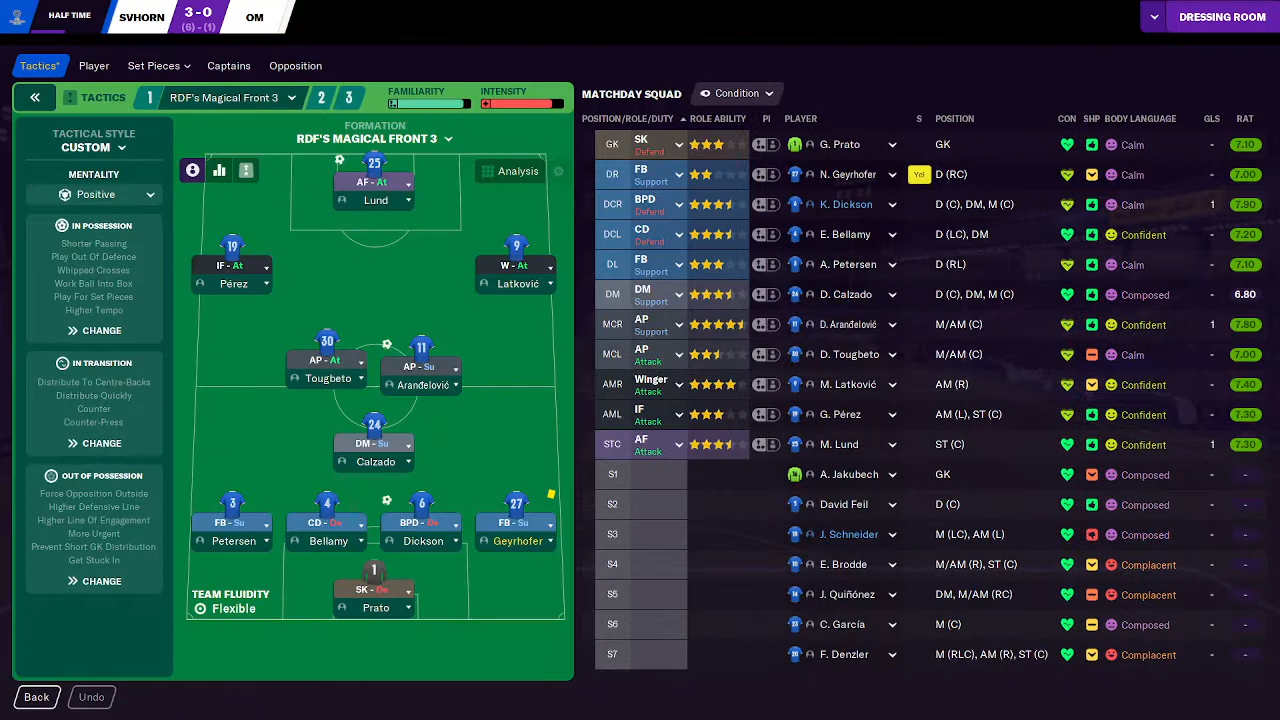 HALF TIME SVHORN 3 - 0 OM
(6) - (1)
DRESSING ROOM
Tactics* Player Set Pieces Captains Opposition
TACTICS 1 RDF'S MAGICAL FRONT 3 2 3 FAMILIARITY INTENSITY
TACTICAL STYLE
CUSTOM
MENTALITY
Positive
IN POSSESSION
Shorter Passing
Play Out Of Defence
Whipped Crosses
Work Ball Into Box
Play For Set Pieces
Higher Tempo
CHANGE
IN TRANSITION
Distribute To Centre-Backs
Distribute Quickly
Counter
Counter-Press
CHANGE
OUT OF POSSESSION
Force Opposition Outside
Higher Defensive Line
Higher Line Of Engagement
More Urgent
Prevent Short GK Distribution
Get Stuck In
CHANGE
FORMATION
RDF'S MAGICAL FRONT 3
Analysis
25
AF - At
Lund
19 9
IF - At W - At
Pérez Latković
30 11
AP - At AP - Su
Tougbeto Aranđelović
24
DM - Su
Calzado
3 4 6 27
FB - Su CD - De BPD - De FB - Su
Petersen Bellamy Dickson Geyrhofer
1
SK - De
Prato
TEAM FLUIDITY
Flexible
MATCHDAY SQUAD Condition
POSITION/ROLE/DUTY ROLE ABILITY PI PLAYER S POSITION CON SHP BODY LANGUAGE GLS RAT
GK SK Defend G. Prato GK Calm - 7.10
DR FB Support 27 N. Geyrhofer Yel D (RC) Calm - 7.00
DCR BPD Defend 6 K. Dickson D (C), DM, M (C) Calm 1 7.90
DCL CD Defend 4 E. Bellamy D (LC), DM Confident - 7.20
DL FB Support A. Petersen D (RL) Calm - 7.10
DM DM Support 24 D. Calzado D (C), DM, M (C) Composed - 6.80
MCR AP Support 11 D. Aranđelović M/AM (C) Confident 1 7.80
MCL AP Attack 30 D. Tougbeto M/AM (C) Calm - 7.00
AMR Winger Attack 9 M. Latković AM (R) Confident - 7.40
AML IF Attack 19 G. Pérez AM (L), ST (C) Confident - 7.30
STC AF Attack 25 M. Lund ST (C) Confident 1 7.30
S1 A. Jakubech GK Composed - -
S2 David Feil D (C) Composed - -
S3 J. Schneider M (LC), AM (L) Composed - -
S4 E. Brodde M/AM (R), ST (C) Complacent - -
S6 14 J. Quiñónez DM, M/AM (RC) Complacent - -
S6 23 C. García M (C) Composed - -
S7 20 F. Denzler M (RLC), AM (R), ST (C) Complacent - -
Back Undo